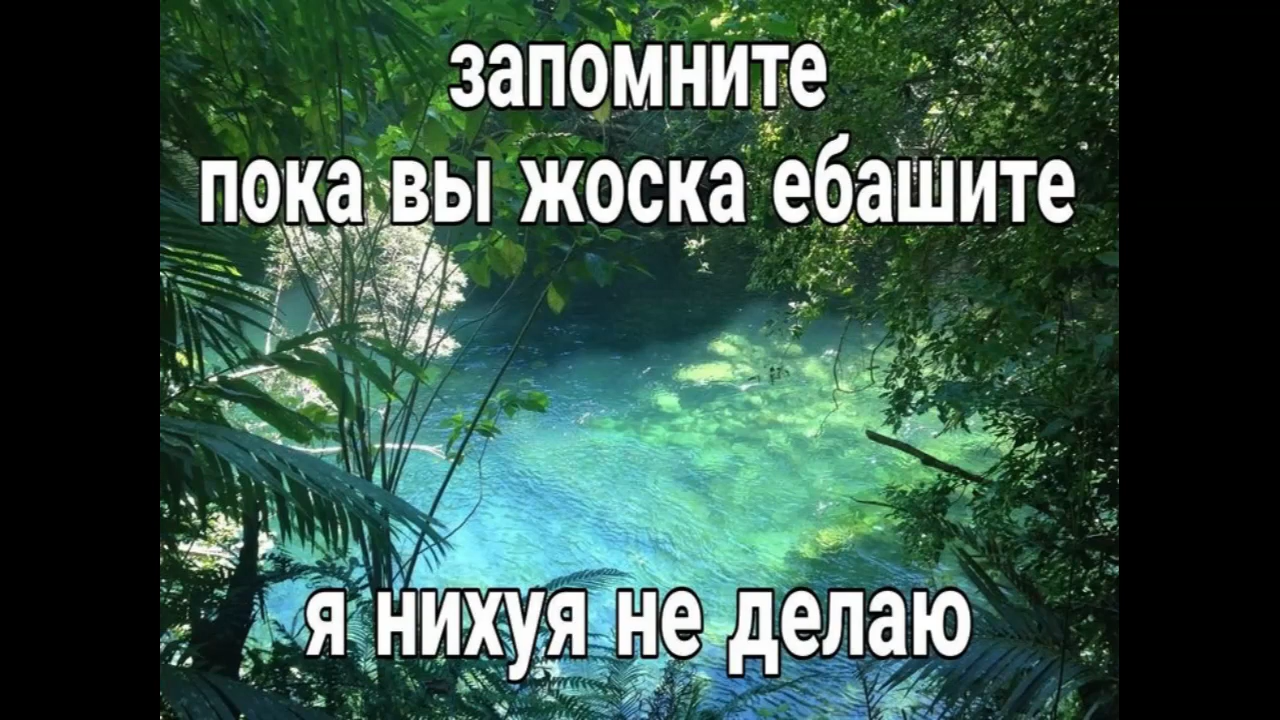 запомните
пока вы жоска ебашите
я нихуя не делаю